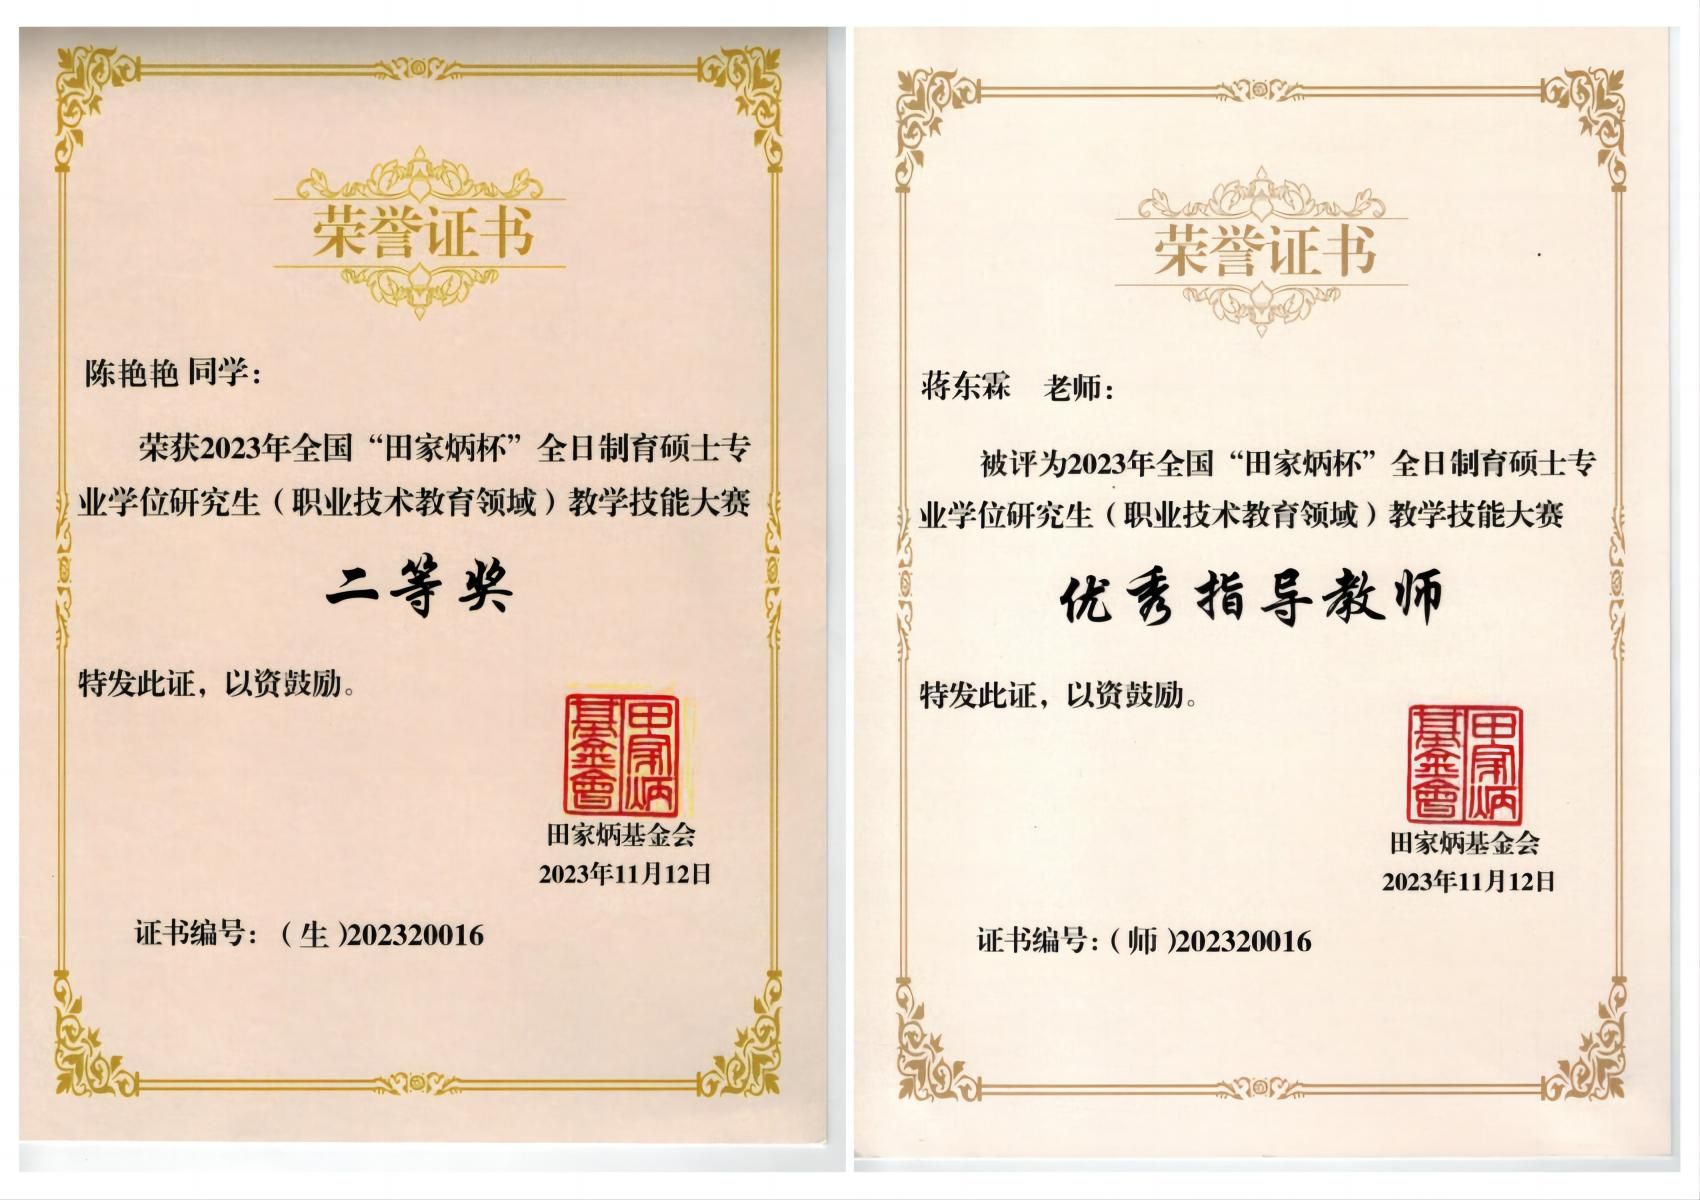 荣誉证书
陈艳艳 同学：
荣获2023年全国“田家炳杯”全日制育硕士专
业学位研究生（职业技术教育领域）教学技能大赛
二等奖
特发此证，以资鼓励。
田家炳
基金會
田家炳基金会
2023年11月12日
证书编号：（生）202320016
荣誉证书
蒋东霖 老师：
被评为2023年全国“田家炳杯”全日制育硕士专
业学位研究生（职业技术教育领域）教学技能大赛
优秀指导教师
特发此证，以资鼓励。
田家炳
基金會
田家炳基金会
2023年11月12日
证书编号：（师）202320016